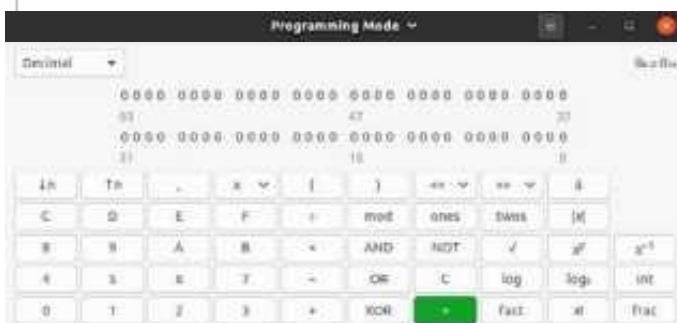 Programming Mode
Decimal
0000 0000 0000 0000 0000 0000 0000 0000
63 47 32
0000 0000 0000 0000 0000 0000 0000 0000
31 15 0
↓n ↑n ( )
C D E F ÷ mod ones twos |x|
8 9 A B × AND NOT √ x⁻¹
4 5 6 7 − OR log int
0 1 2 3 + XOR = fact frac